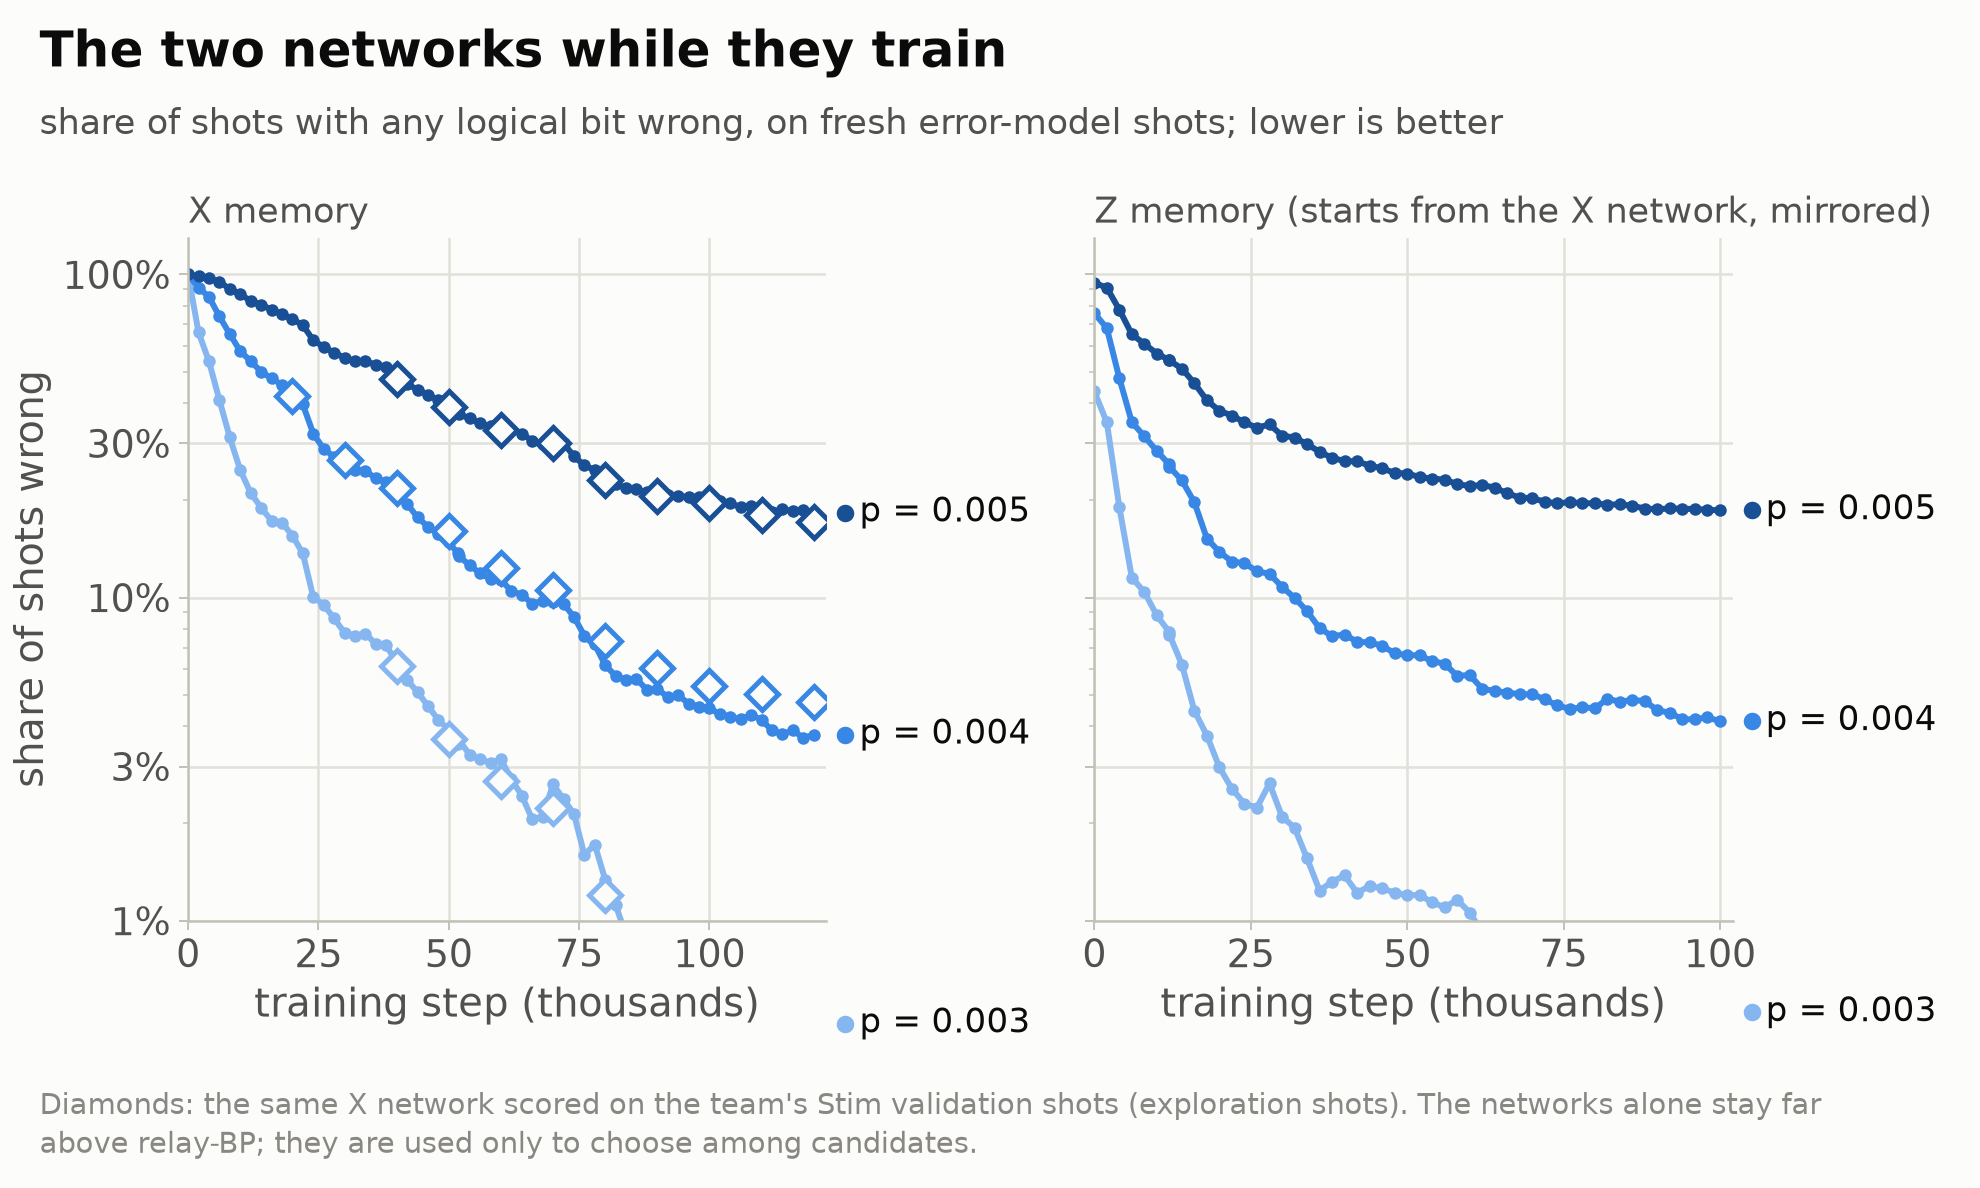 The two networks while they train
share of shots with any logical bit wrong, on fresh error-model shots; lower is better
X memory
Z memory (starts from the X network, mirrored)
share of shots wrong
100%
30%
10%
3%
1%
0 25 50 75 100
training step (thousands)
p = 0.005
p = 0.004
p = 0.003
0 25 50 75 100
training step (thousands)
p = 0.005
p = 0.004
p = 0.003
Diamonds: the same X network scored on the team's Stim validation shots (exploration shots). The networks alone stay far
above relay-BP; they are used only to choose among candidates.